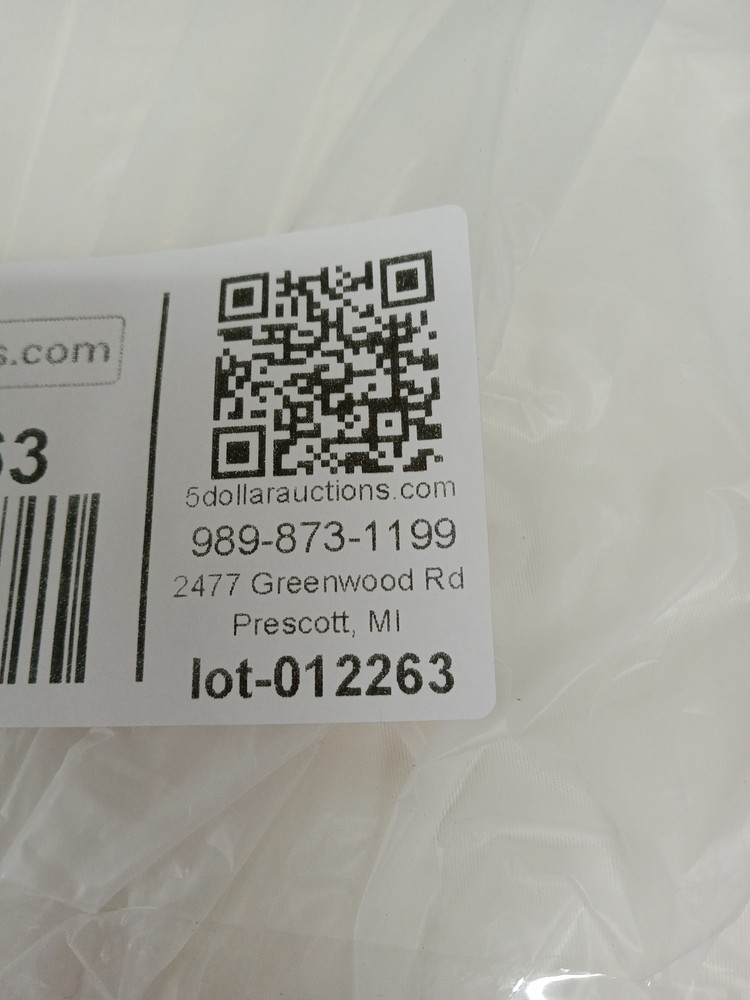 s.com
63
5dollarauctions.com
989-873-1199
2477 Greenwood Rd
Prescott, MI
lot-012263